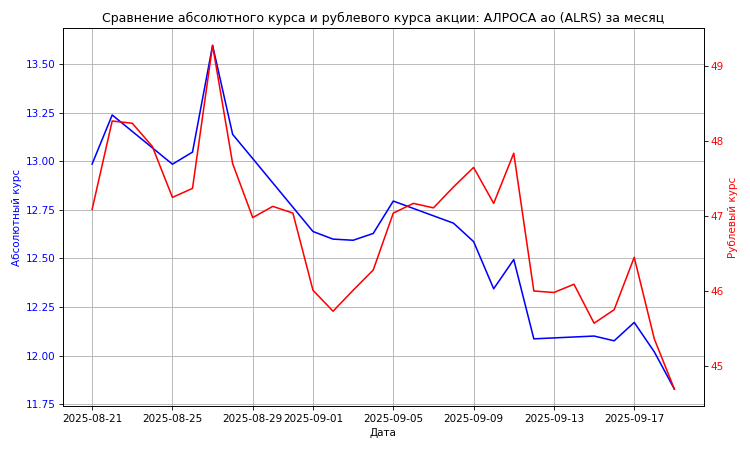 Сравнение абсолютного курса и рублевого курса акции: АЛРОСА ао (ALRS) за месяц
13.50
13.25
13.00
12.75
12.50
12.25
12.00
11.75
Абсолютный курс
49
48
47
46
45
Рублевый курс
2025-08-21 2025-08-25 2025-08-29 2025-09-01 2025-09-05 2025-09-09 2025-09-13 2025-09-17
Дата